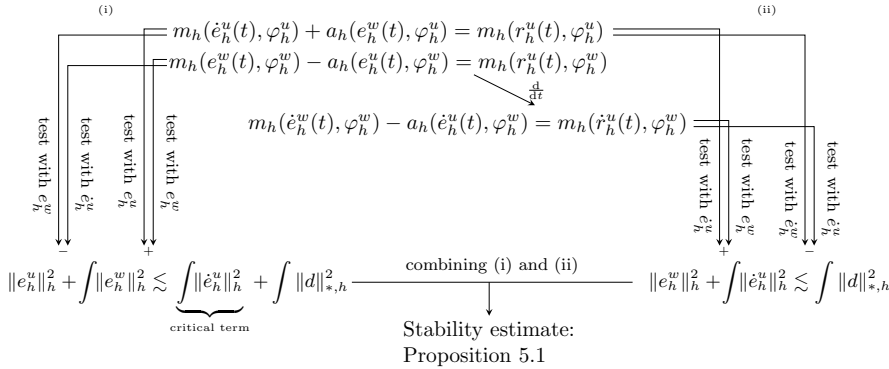 (i)
(ii)
m_h(ė_h^u(t), φ_h^u) + a_h(e_h^w(t), φ_h^u) = m_h(r_h^u(t), φ_h^u)
m_h(e_h^w(t), φ_h^w) − a_h(e_h^u(t), φ_h^w) = m_h(r_h^u(t), φ_h^w)
d/dt
m_h(ė_h^w(t), φ_h^w) − a_h(ė_h^u(t), φ_h^w) = m_h(ṙ_h^u(t), φ_h^w)
test with e_h^w
test with ė_h^u
test with e_h^u
test with e_h^w
test with ė_h^u
test with e_h^w
test with ė_h^w
test with ė_h^u
−
+
+
−
‖e_h^u‖_h^2 + ∫‖e_h^w‖_h^2 ≲ ∫‖ė_h^u‖_h^2 + ∫‖d‖_{*,h}^2
critical term
combining (i) and (ii)
‖e_h^w‖_h^2 + ∫‖ė_h^u‖_h^2 ≲ ∫‖d‖_{*,h}^2
Stability estimate:
Proposition 5.1